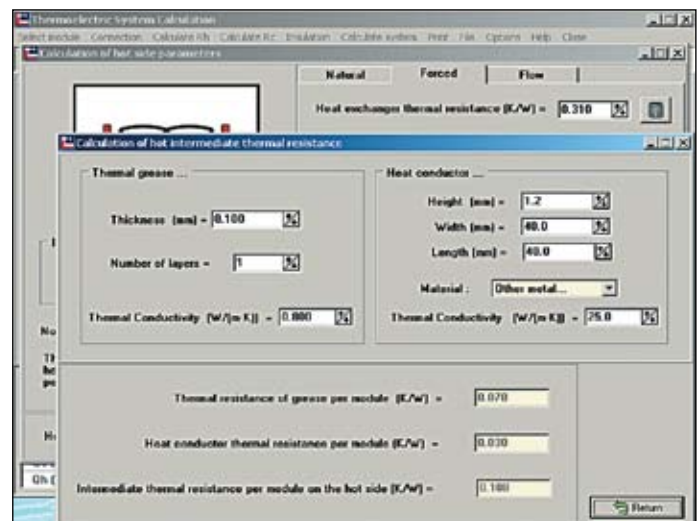 Thermoelectric System Calculation
Select module Connection Calculate Rh Calculate Rc Insulation Calculate system Print File Options Help Close
Calculation of hot side parameters
Natural Forced Flow
Heat exchanger thermal resistance (K/W) = 0.310
Calculation of hot intermediate thermal resistance
Thermal grease ...
Thickness (mm) = 0.100
Number of layers = 1
Thermal Conductivity (W/(m·K)) = 0.800
Heat conductor ...
Height (mm) = 1.2
Width (mm) = 40.0
Length (mm) = 40.0
Material : Other metal...
Thermal Conductivity (W/(m·K)) = 25.0
Thermal resistance of grease per module (K/W) = 0.078
Heat conductor thermal resistance per module (K/W) = 0.030
Intermediate thermal resistance per module on the hot side (K/W) = 0.108
Return
Qh (